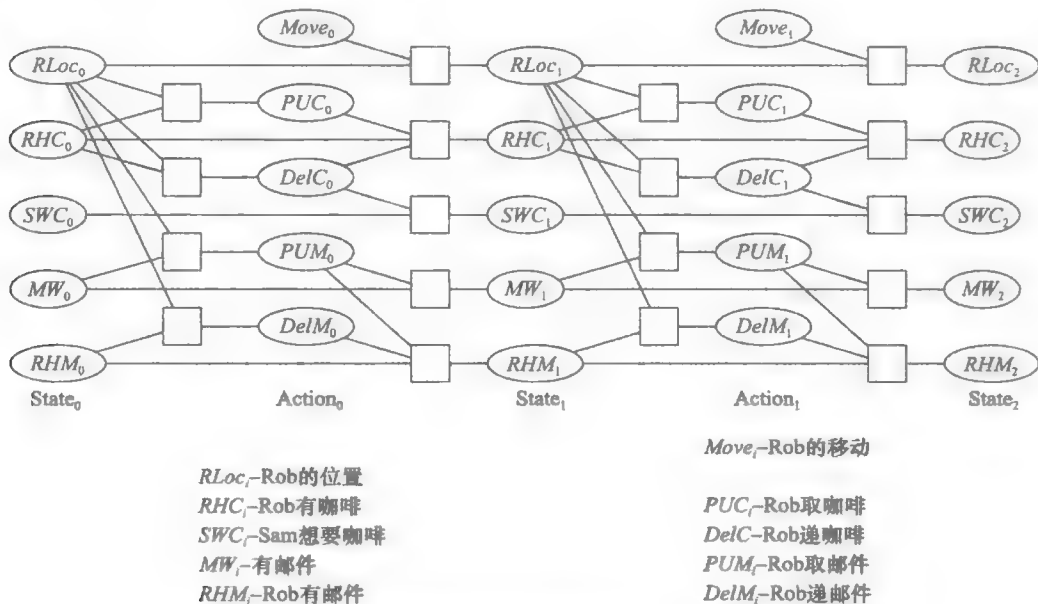 Move₀ Move₁
RLoc₀ RLoc₁ RLoc₂
PUC₀ PUC₁
RHC₀ RHC₁ RHC₂
DelC₀ DelC₁
SWC₀ SWC₁ SWC₂
PUM₀ PUM₁
MW₀ MW₁ MW₂
DelM₀ DelM₁
RHM₀ RHM₁ RHM₂
State₀ Action₀ State₁ Action₁ State₂
Moveᵢ–Rob的移动
RLocᵢ–Rob的位置
RHCᵢ–Rob有咖啡
SWCᵢ–Sam想要咖啡
MWᵢ–有邮件
RHMᵢ–Rob有邮件
PUCᵢ–Rob取咖啡
DelC–Rob递咖啡
PUMᵢ–Rob取邮件
DelMᵢ–Rob递邮件